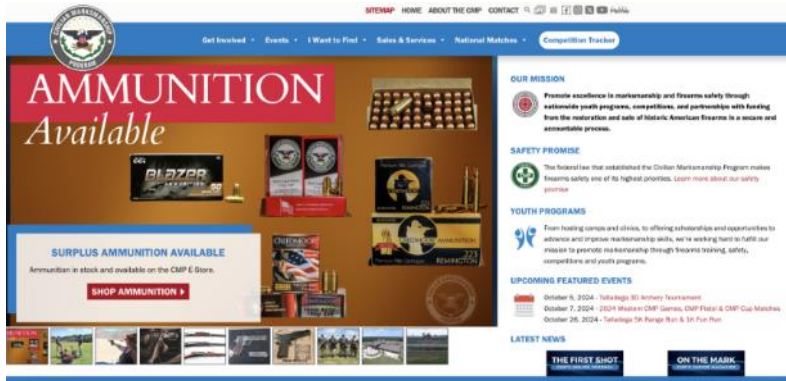 SITEMAP HOME ABOUT THE CMP CONTACT
CIVILIAN MARKSMANSHIP
PROGRAM
Get Involved Events I Want to Find Sales & Services National Matches Competition Tracker
AMMUNITION
Available
BLAZER
AMMUNITION
50
223
REMINGTON
SURPLUS AMMUNITION AVAILABLE
Ammunition in stock and available on the CMP E-Store.
SHOP AMMUNITION
OUR MISSION
Promote excellence in marksmanship and firearms safety through
nationwide youth programs, competitions, and partnerships with funding
from the restoration and sale of historic American firearms in a secure and
accountable process.
SAFETY PROMISE
The federal law that established the Civilian Marksmanship Program makes
firearms safety one of its highest priorities. Learn more about our safety
promise
YOUTH PROGRAMS
From hosting camps and clinics, to offering scholarships and opportunities to
advance and improve marksmanship skills, we're working hard to fulfill our
mission to promote marksmanship through firearms training, safety,
competitions and youth programs.
UPCOMING FEATURED EVENTS
October 5, 2024 - Talladega 3D Archery Tournament
October 7, 2024 - 2024 Western CMP Games, CMP Pistol & CMP Cup Matches
October 26, 2024 - Talladega 5K Range Run & 1K Fun Run
LATEST NEWS
THE FIRST SHOT
ON THE MARK